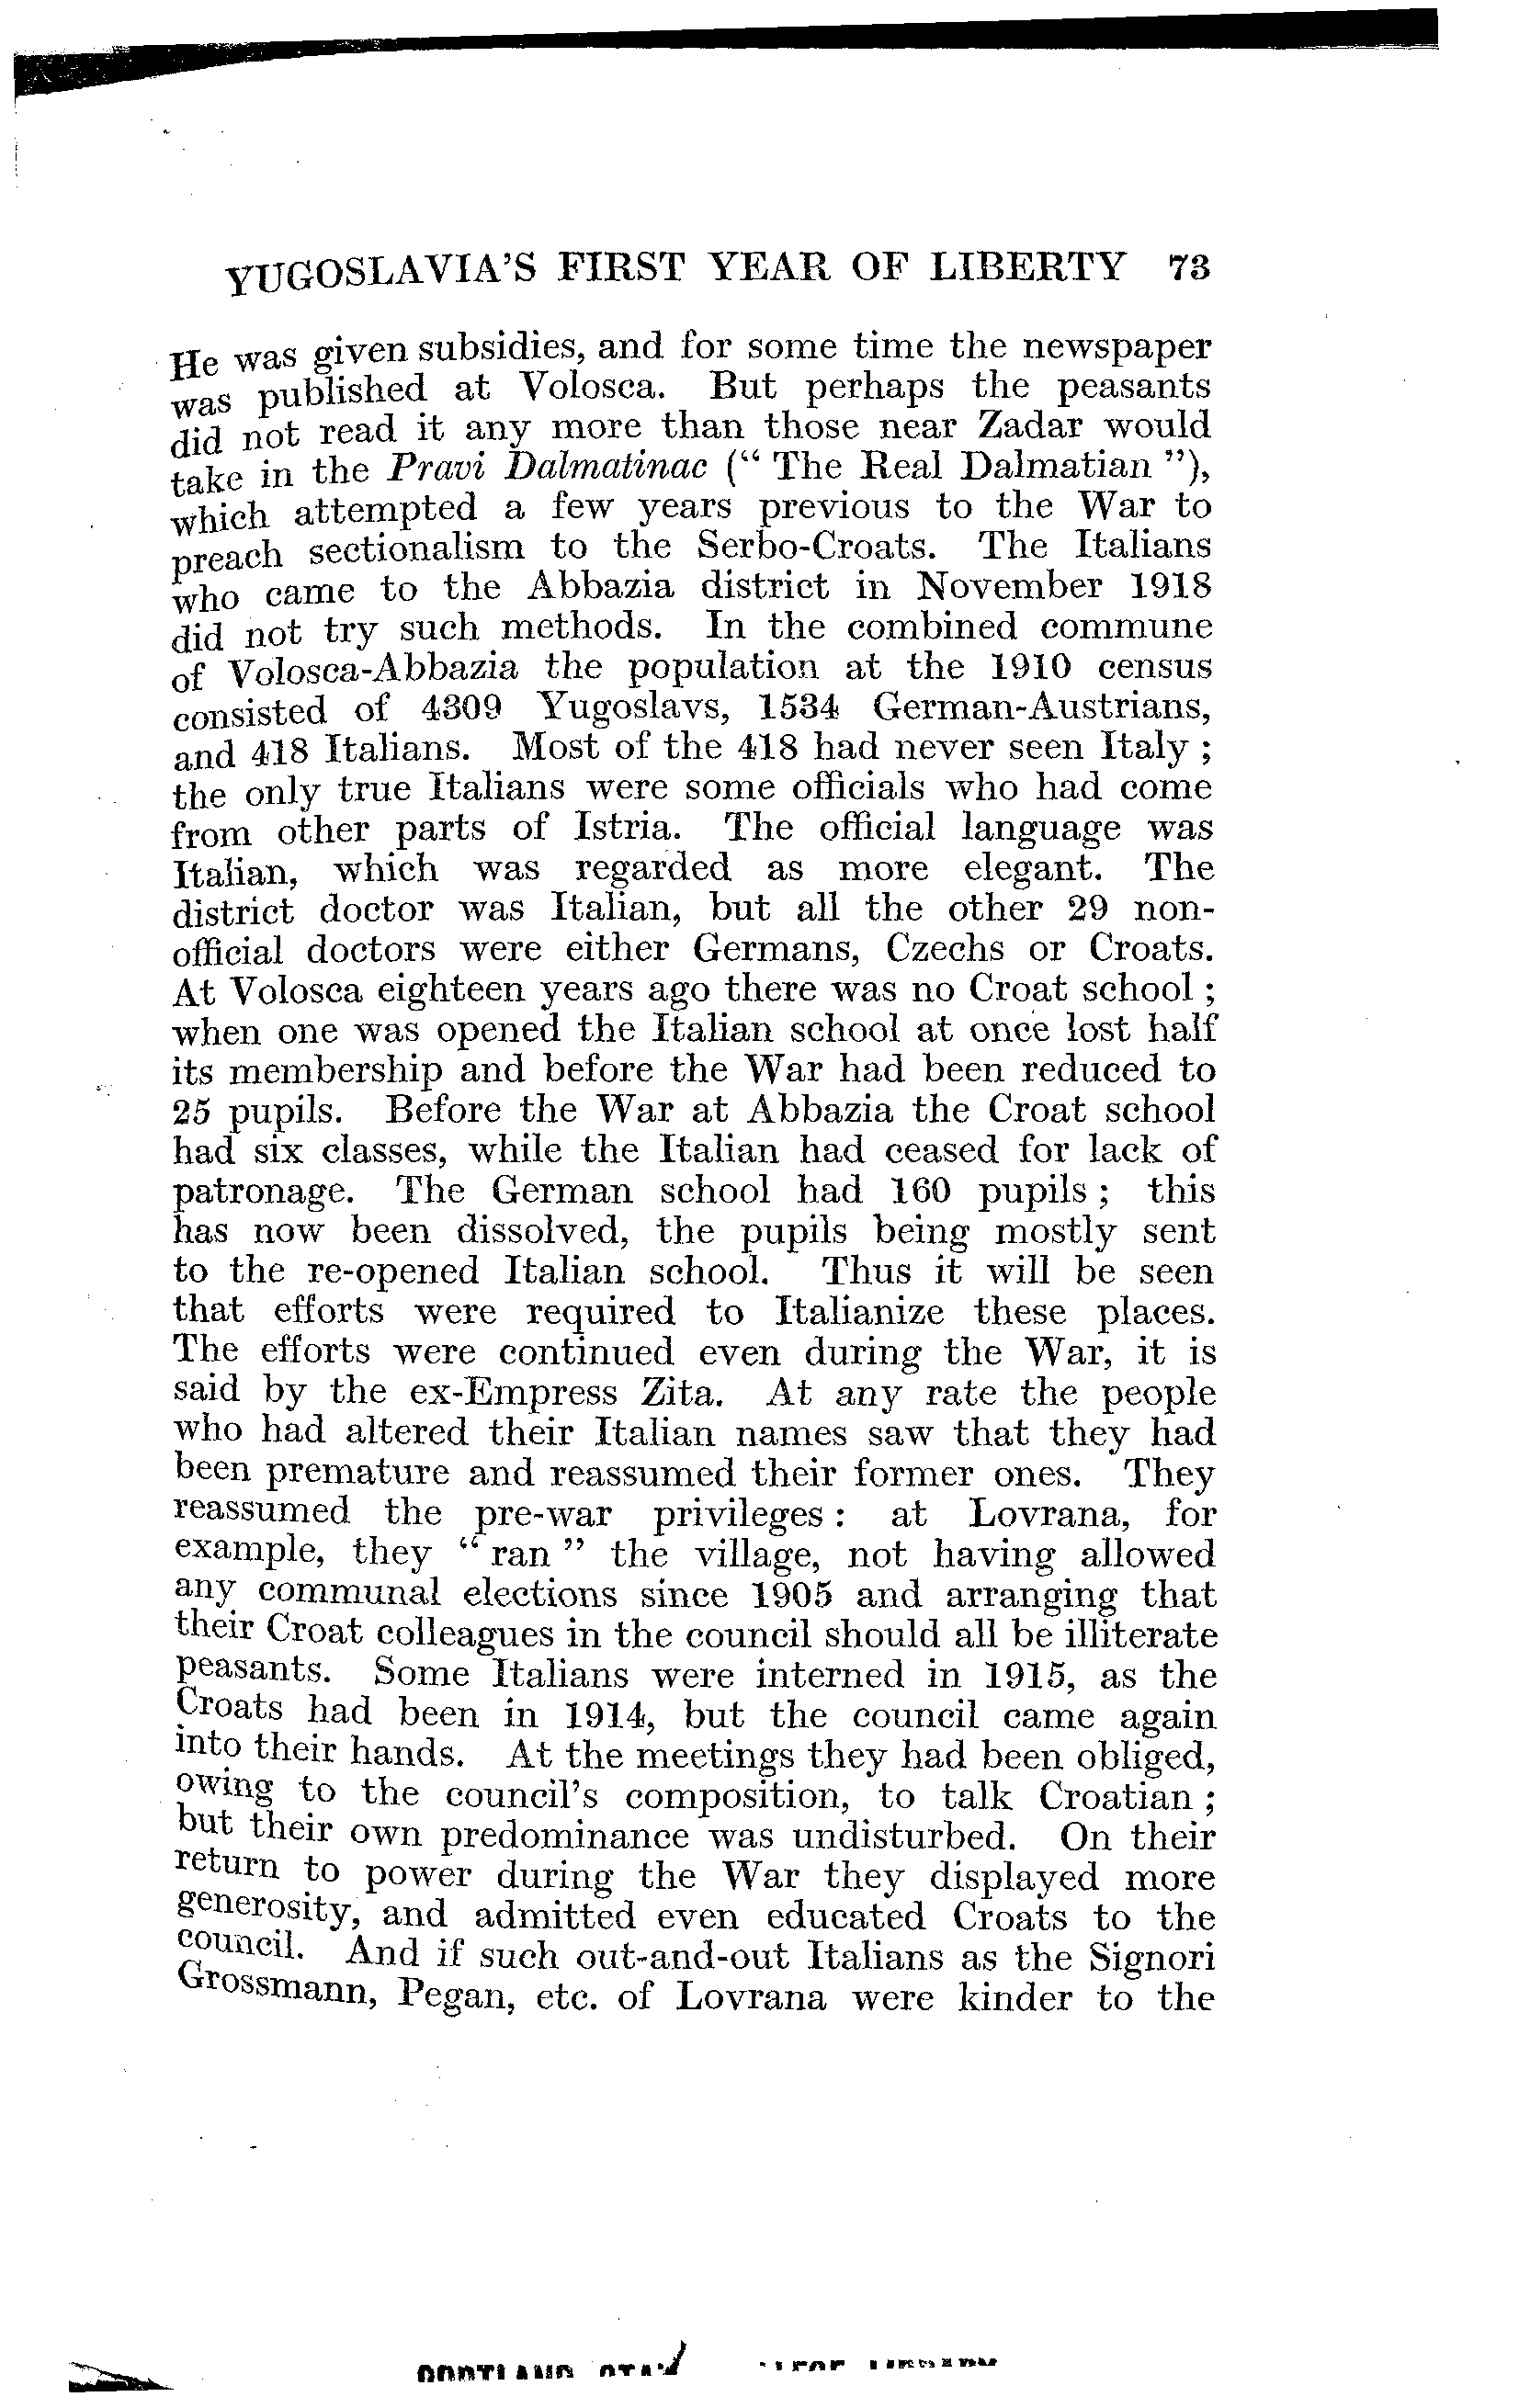 YUGOSLAVIA'S FIRST YEAR OF LIBERTY 73
He was given subsidies, and for some time the newspaper
was published at Volosca. But perhaps the peasants
did not read it any more than those near Zadar would
take in the Pravi Dalmatinac (“ The Real Dalmatian ”),
which attempted a few years previous to the War to
preach sectionalism to the Serbo-Croats. The Italians
who came to the Abbazia district in November 1918
did not try such methods. In the combined commune
of Volosca-Abbazia the population at the 1910 census
consisted of 4309 Yugoslavs, 1534 German-Austrians,
and 418 Italians. Most of the 418 had never seen Italy ;
the only true Italians were some officials who had come
from other parts of Istria. The official language was
Italian, which was regarded as more elegant. The
district doctor was Italian, but all the other 29 non-
official doctors were either Germans, Czechs or Croats.
At Volosca eighteen years ago there was no Croat school ;
when one was opened the Italian school at once lost half
its membership and before the War had been reduced to
25 pupils. Before the War at Abbazia the Croat school
had six classes, while the Italian had ceased for lack of
patronage. The German school had 160 pupils ; this
has now been dissolved, the pupils being mostly sent
to the re-opened Italian school. Thus it will be seen
that efforts were required to Italianize these places.
The efforts were continued even during the War, it is
said by the ex-Empress Zita. At any rate the people
who had altered their Italian names saw that they had
been premature and reassumed their former ones. They
reassumed the pre-war privileges : at Lovrana, for
example, they “ ran ” the village, not having allowed
any communal elections since 1905 and arranging that
their Croat colleagues in the council should all be illiterate
peasants. Some Italians were interned in 1915, as the
Croats had been in 1914, but the council came again
into their hands. At the meetings they had been obliged,
owing to the council's composition, to talk Croatian ;
but their own predominance was undisturbed. On their
return to power during the War they displayed more
generosity, and admitted even educated Croats to the
council. And if such out-and-out Italians as the Signori
Grossmann, Pegan, etc. of Lovrana were kinder to the